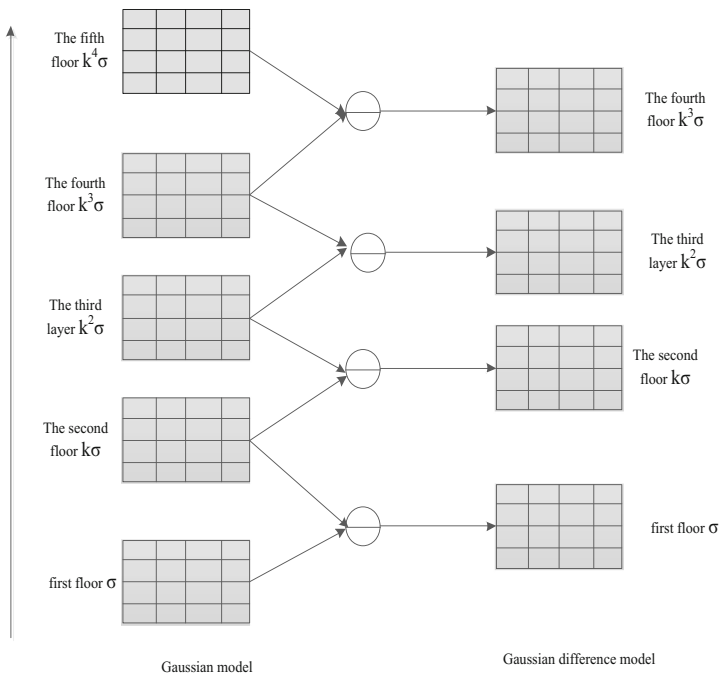 The fifth
floor k⁴σ
The fourth
floor k³σ
The third
layer k²σ
The second
floor kσ
first floor σ
Gaussian model
The fourth
floor k³σ
The third
layer k²σ
The second
floor kσ
first floor σ
Gaussian difference model